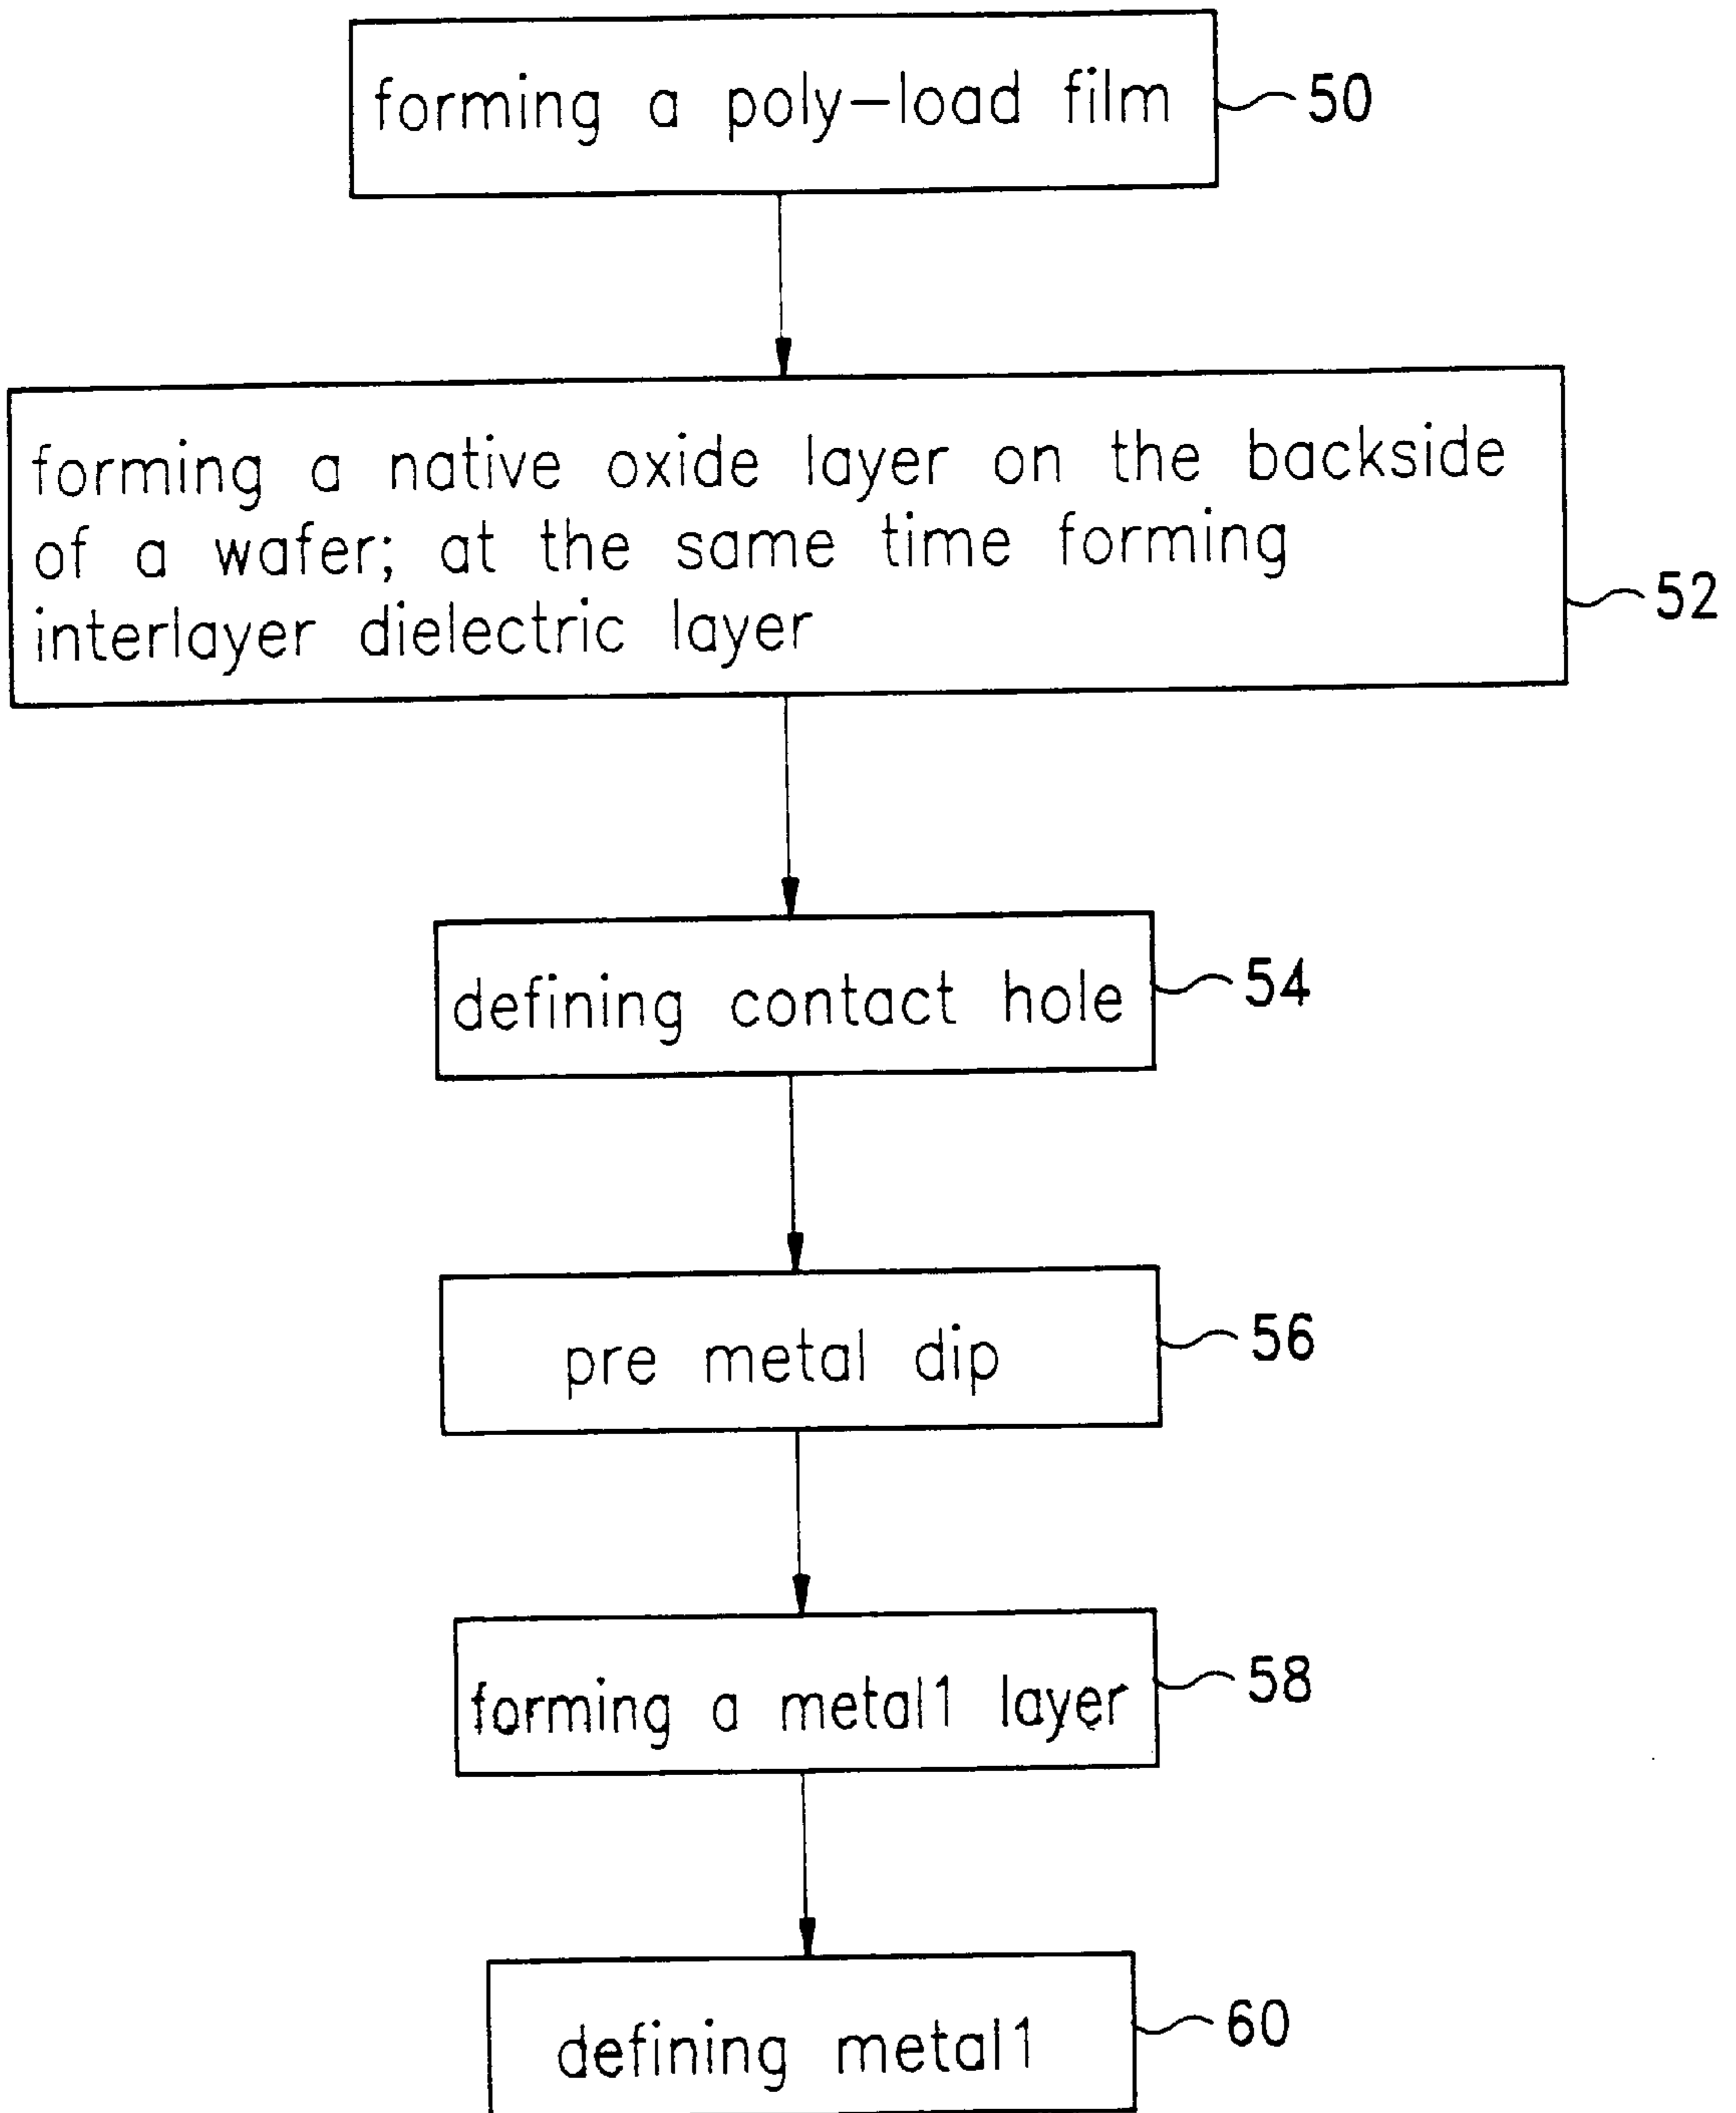 forming a poly-load film
50
forming a native oxide layer on the backside
of a wafer; at the same time forming
interlayer dielectric layer
52
defining contact hole
54
pre metal dip
56
forming a metal1 layer
58
defining metal1
60